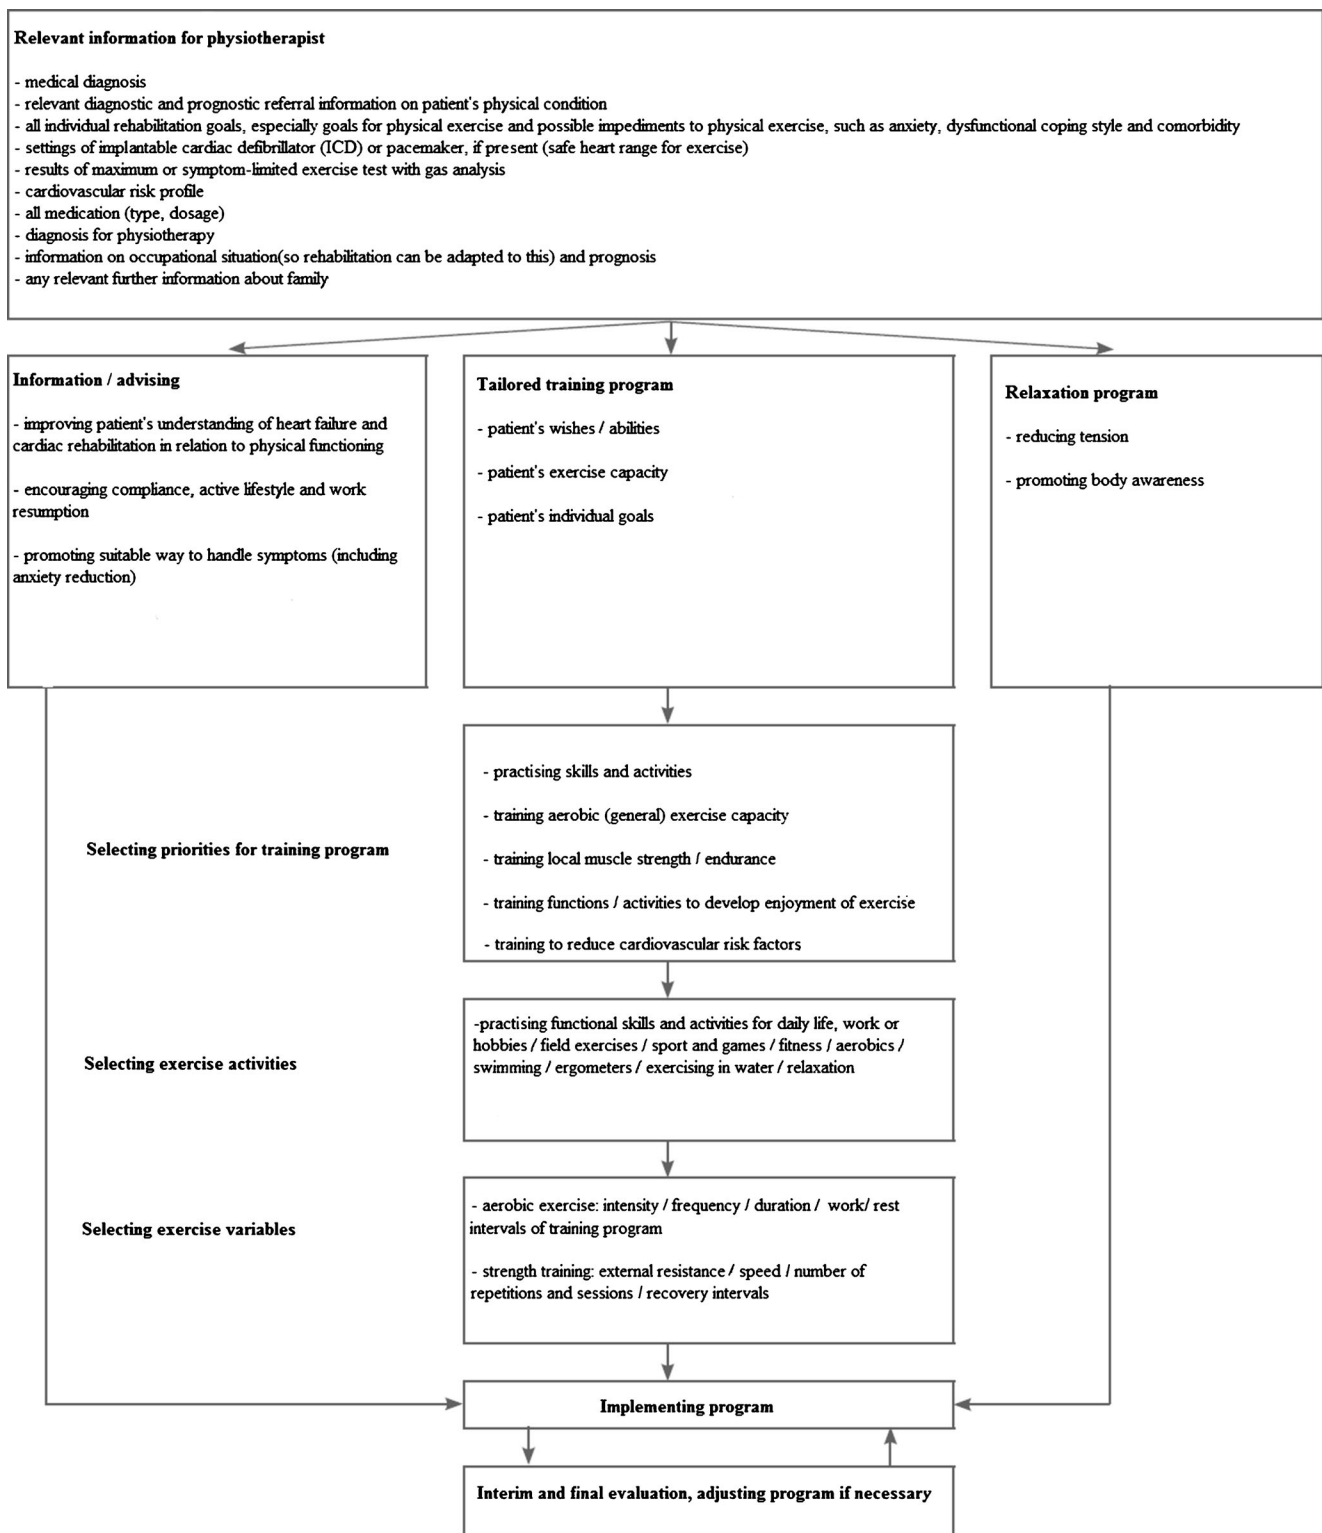 Relevant information for physiotherapist
- medical diagnosis
- relevant diagnostic and prognostic referral information on patient's physical condition
- all individual rehabilitation goals, especially goals for physical exercise and possible impediments to physical exercise, such as anxiety, dysfunctional coping style and comorbidity
- settings of implantable cardiac defibrillator (ICD) or pacemaker, if present (safe heart range for exercise)
- results of maximum or symptom-limited exercise test with gas analysis
- cardiovascular risk profile
- all medication (type, dosage)
- diagnosis for physiotherapy
- information on occupational situation(so rehabilitation can be adapted to this) and prognosis
- any relevant further information about family
Information / advising
- improving patient's understanding of heart failure and
cardiac rehabilitation in relation to physical functioning
- encouraging compliance, active lifestyle and work
resumption
- promoting suitable way to handle symptoms (including
anxiety reduction)
Tailored training program
- patient's wishes / abilities
- patient's exercise capacity
- patient's individual goals
Relaxation program
- reducing tension
- promoting body awareness
Selecting priorities for training program
- practising skills and activities
- training aerobic (general) exercise capacity
- training local muscle strength / endurance
- training functions / activities to develop enjoyment of exercise
- training to reduce cardiovascular risk factors
Selecting exercise activities
-practising functional skills and activities for daily life, work or
hobbies / field exercises / sport and games / fitness / aerobics /
swimming / ergometers / exercising in water / relaxation
Selecting exercise variables
- aerobic exercise: intensity / frequency / duration / work/ rest
intervals of training program
- strength training: external resistance / speed / number of
repetitions and sessions / recovery intervals
Implementing program
Interim and final evaluation, adjusting program if necessary